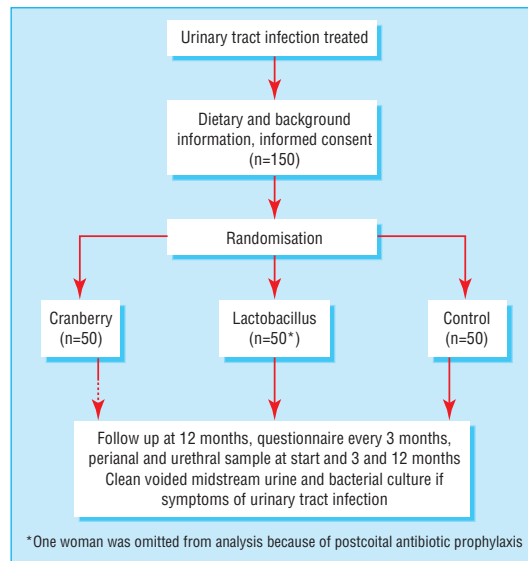 Urinary tract infection treated
Dietary and background
information, informed consent
(n=150)
Randomisation
Cranberry
(n=50)
Lactobacillus
(n=50*)
Control
(n=50)
Follow up at 12 months, questionnaire every 3 months,
perianal and urethral sample at start and 3 and 12 months
Clean voided midstream urine and bacterial culture if
symptoms of urinary tract infection
*One woman was omitted from analysis because of postcoital antibiotic prophylaxis